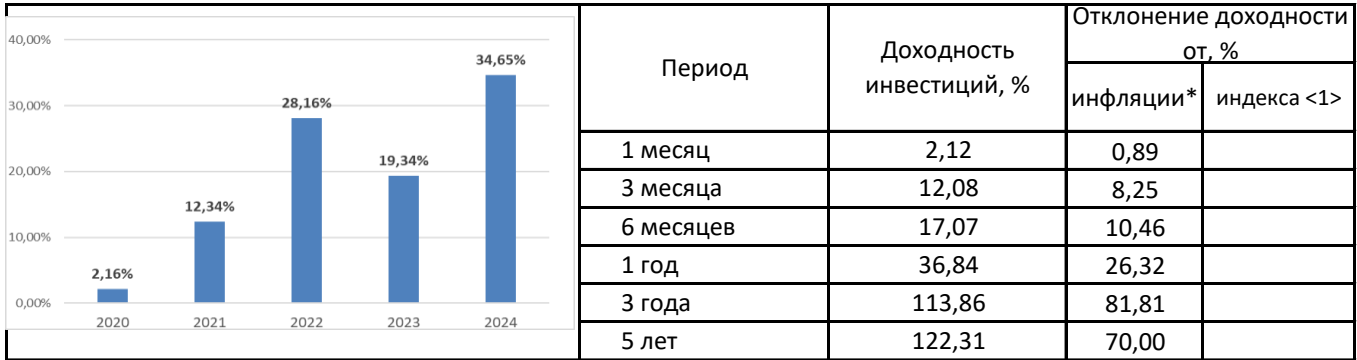 40,00%
30,00%
20,00%
10,00%
0,00%
2,16%
12,34%
28,16%
19,34%
34,65%
2020 2021 2022 2023 2024
Период
Доходность
инвестиций, %
Отклонение доходности
от, %
инфляции* индекса <1>
1 месяц 2,12 0,89
3 месяца 12,08 8,25
6 месяцев 17,07 10,46
1 год 36,84 26,32
3 года 113,86 81,81
5 лет 122,31 70,00